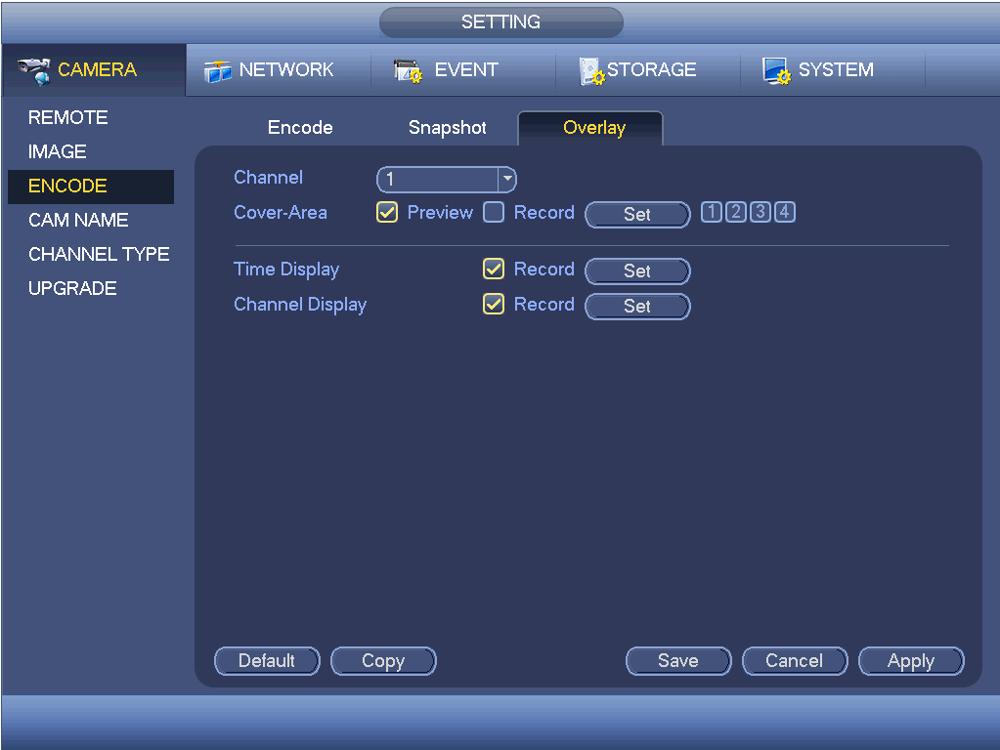 SETTING
CAMERA NETWORK EVENT STORAGE SYSTEM
REMOTE
IMAGE
ENCODE
CAM NAME
CHANNEL TYPE
UPGRADE
Encode Snapshot Overlay
Channel 1
Cover-Area Preview Record Set 1 2 3 4
Time Display Record Set
Channel Display Record Set
Default Copy Save Cancel Apply